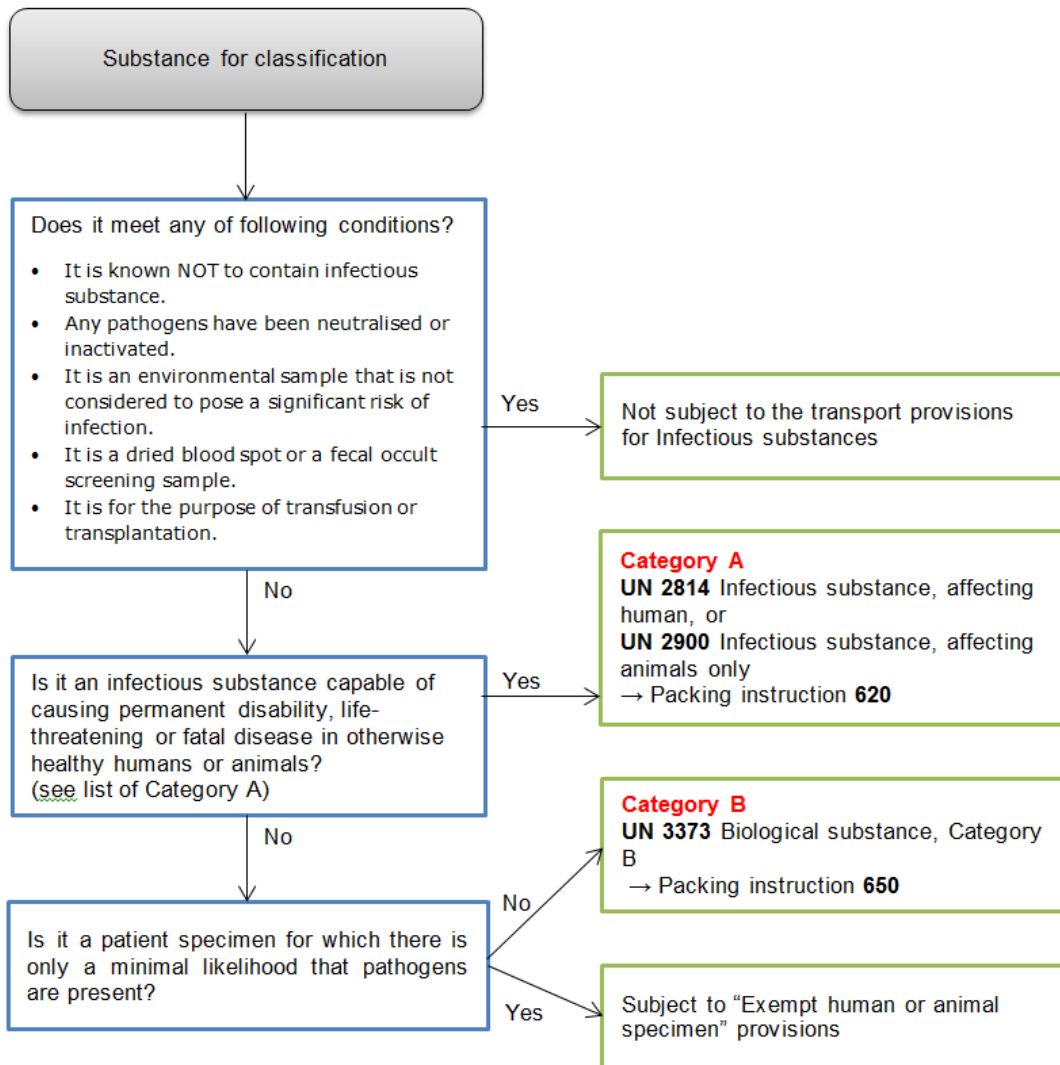 Substance for classification
Does it meet any of following conditions?
• It is known NOT to contain infectious
substance.
• Any pathogens have been neutralised or
inactivated.
• It is an environmental sample that is not
considered to pose a significant risk of
infection.
• It is a dried blood spot or a fecal occult
screening sample.
• It is for the purpose of transfusion or
transplantation.
Yes
Not subject to the transport provisions
for Infectious substances
No
Is it an infectious substance capable of
causing permanent disability, life-
threatening or fatal disease in otherwise
healthy humans or animals?
(see list of Category A)
Yes
Category A
UN 2814 Infectious substance, affecting
human, or
UN 2900 Infectious substance, affecting
animals only
→ Packing instruction 620
No
Is it a patient specimen for which there is
only a minimal likelihood that pathogens
are present?
No
Category B
UN 3373 Biological substance, Category
B
→ Packing instruction 650
Yes
Subject to “Exempt human or animal
specimen” provisions